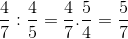 4/7 : 4/5 = 4/7 . 5/4 = 5/7